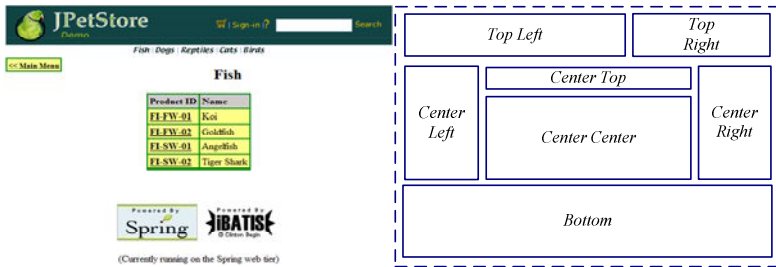 JPetStore
Demo
| Sign-in | ?
Search
Fish | Dogs | Reptiles | Cats | Birds
<< Main Menu
Fish
Product ID Name
FI-FW-01 Koi
FI-FW-02 Goldfish
FI-SW-01 Angelfish
FI-SW-02 Tiger Shark
Powered By
Spring
Powered By
iBATIS
© Clinton Begin
(Currently running on the Spring web tier)
Top Left
Top
Right
Center Top
Center
Left
Center Center
Center
Right
Bottom